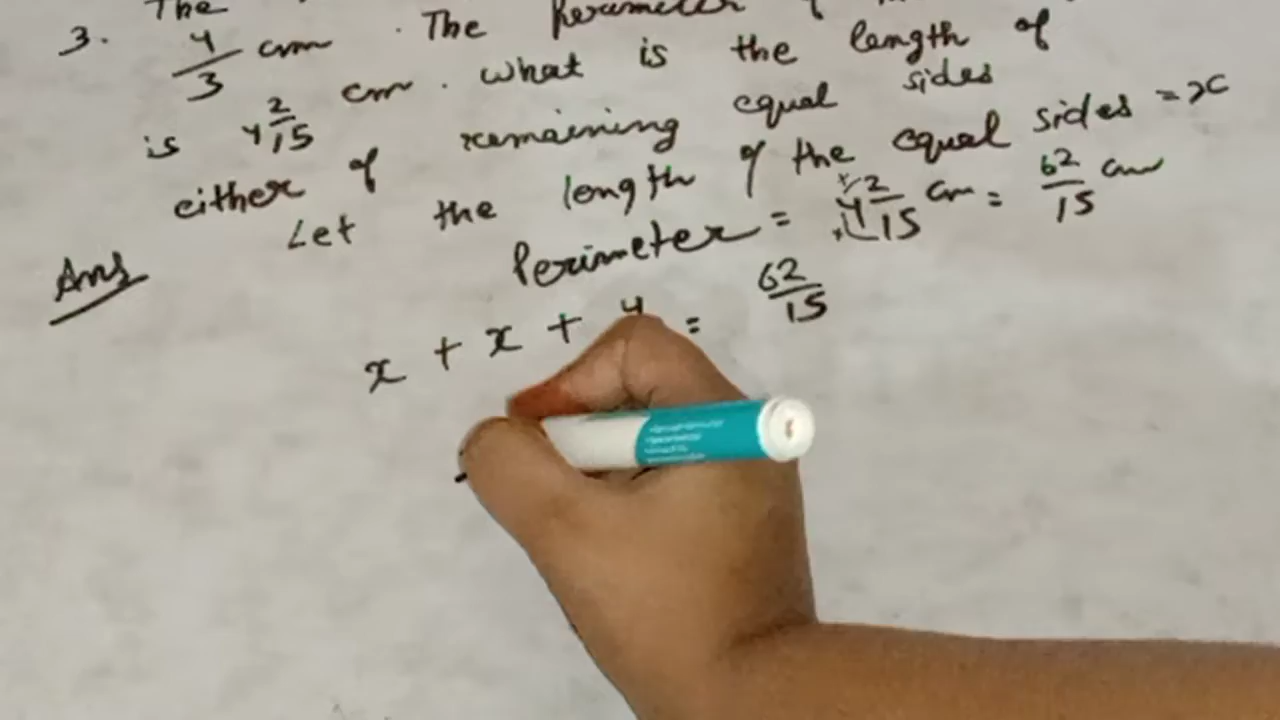 3. The
4/3 cm. The Perimeter
is 4 2/15 cm. what is the length of
either of remaining equal sides
Ans Let the length of the equal sides = x
Perimeter = 4 2/15 cm = 62/15 cm
x + x + 4 = 62/15